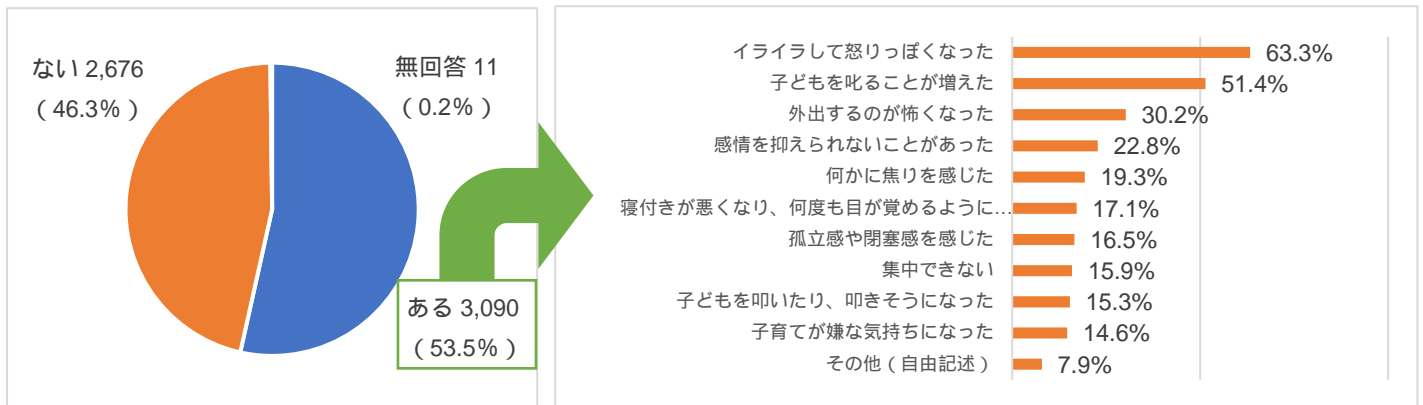 ない 2,676
（46.3%）
無回答 11
（0.2%）
ある 3,090
（53.5%）
イライラして怒りっぽくなった 63.3%
子どもを叱ることが増えた 51.4%
外出するのが怖くなった 30.2%
感情を抑えられないことがあった 22.8%
何かに焦りを感じた 19.3%
寝付きが悪くなり、何度も目が覚めるように… 17.1%
孤立感や閉塞感を感じた 16.5%
集中できない 15.9%
子どもを叩いたり、叩きそうになった 15.3%
子育てが嫌な気持ちになった 14.6%
その他（自由記述） 7.9%